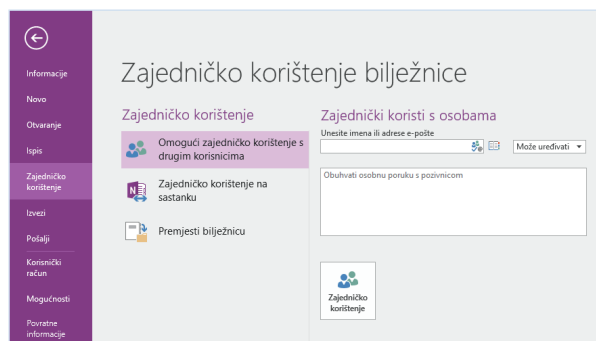 Informacije
Novo
Otvaranje
Ispis
Zajedničko
korištenje
Izvezi
Pošalji
Korisnički
račun
Mogućnosti
Povratne
informacije
Zajedničko korištenje bilježnice
Zajedničko korištenje
Omogući zajedničko korištenje s
drugim korisnicima
Zajedničko korištenje na
sastanku
Premjesti bilježnicu
Zajednički koristi s osobama
Unesite imena ili adrese e-pošte
Može uređivati
Obuhvati osobnu poruku s pozivnicom
Zajedničko
korištenje